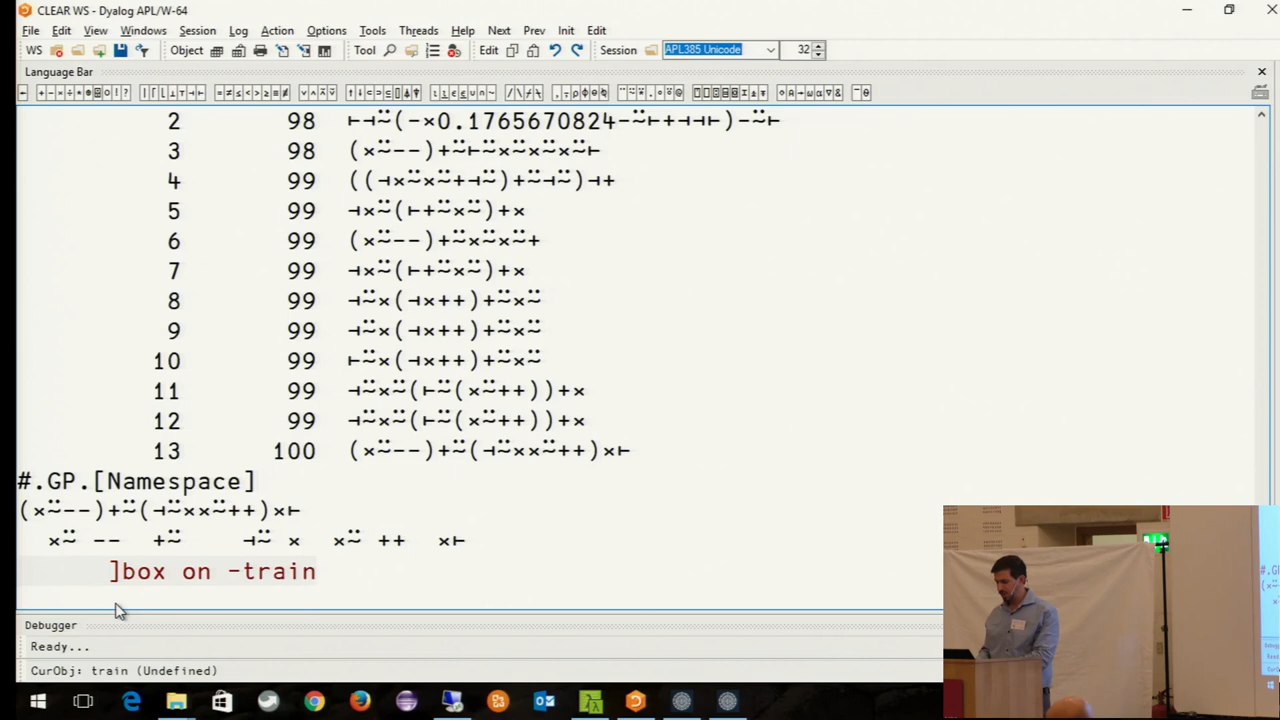 CLEAR WS - Dyalog APL/W-64
File Edit View Windows Session Log Action Options Tools Threads Help Next Prev Init Edit
WS Object Tool Edit Session APL385 Unicode 32
Language Bar
2 98 ⊢⊣⍨(-×0.1765670824-⍨⊢+⊣⊣⊢)-⍨⊢
3 98 (×⍨--)+⍨⊢⍨×⍨×⍨×⍨⊢
4 99 ((⊣×⍨×⍨+⊣⍨)+⍨⊣⍨)⊣+
5 99 ⊣×⍨(⊢+⍨×⍨)+×
6 99 (×⍨--)+⍨×⍨×⍨+
7 99 ⊣×⍨(⊢+⍨×⍨)+×
8 99 ⊣⍨×(⊣×++)+⍨×⍨
9 99 ⊣⍨×(⊣×++)+⍨×⍨
10 99 ⊢⍨×(⊣×++)+⍨×⍨
11 99 ⊣⍨×⍨(⊢⍨(×⍨++))+×
12 99 ⊣⍨×⍨(⊢⍨(×⍨++))+×
13 100 (×⍨--)+⍨(⊣⍨××⍨++)×⊢
#.GP.[Namespace]
(×⍨--)+⍨(⊣⍨××⍨++)×⊢
×⍨ -- +⍨ ⊣⍨ × ×⍨ ++ ×⊢
]box on -train
Debugger
Ready...
CurObj: train (Undefined)